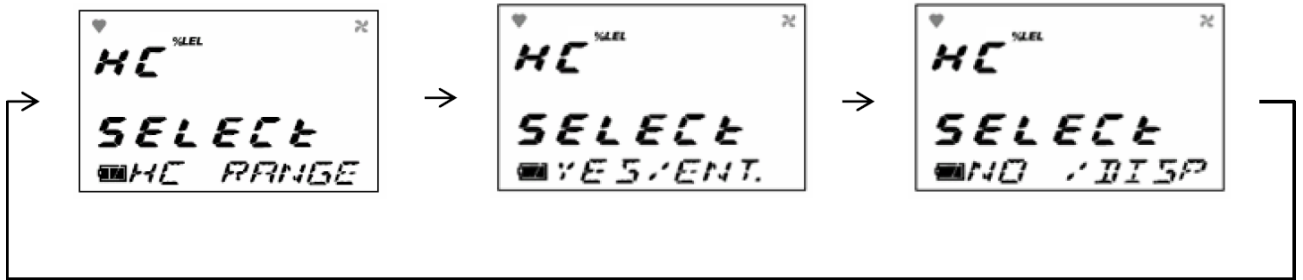 HC %LEL
SELECt
HC RANGE
HC %LEL
SELECt
YES/ENT.
HC %LEL
SELECt
NO /DISP